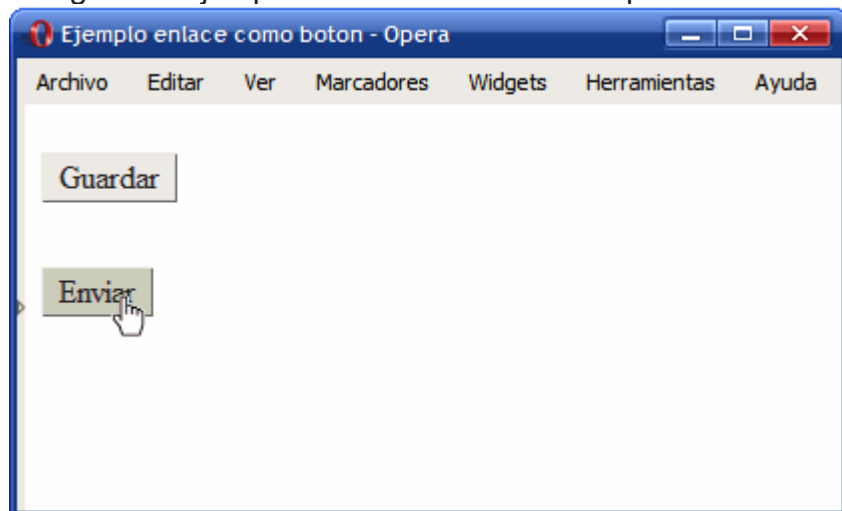 Ejemplo enlace como boton - Opera
Archivo Editar Ver Marcadores Widgets Herramientas Ayuda
Guardar
Enviar